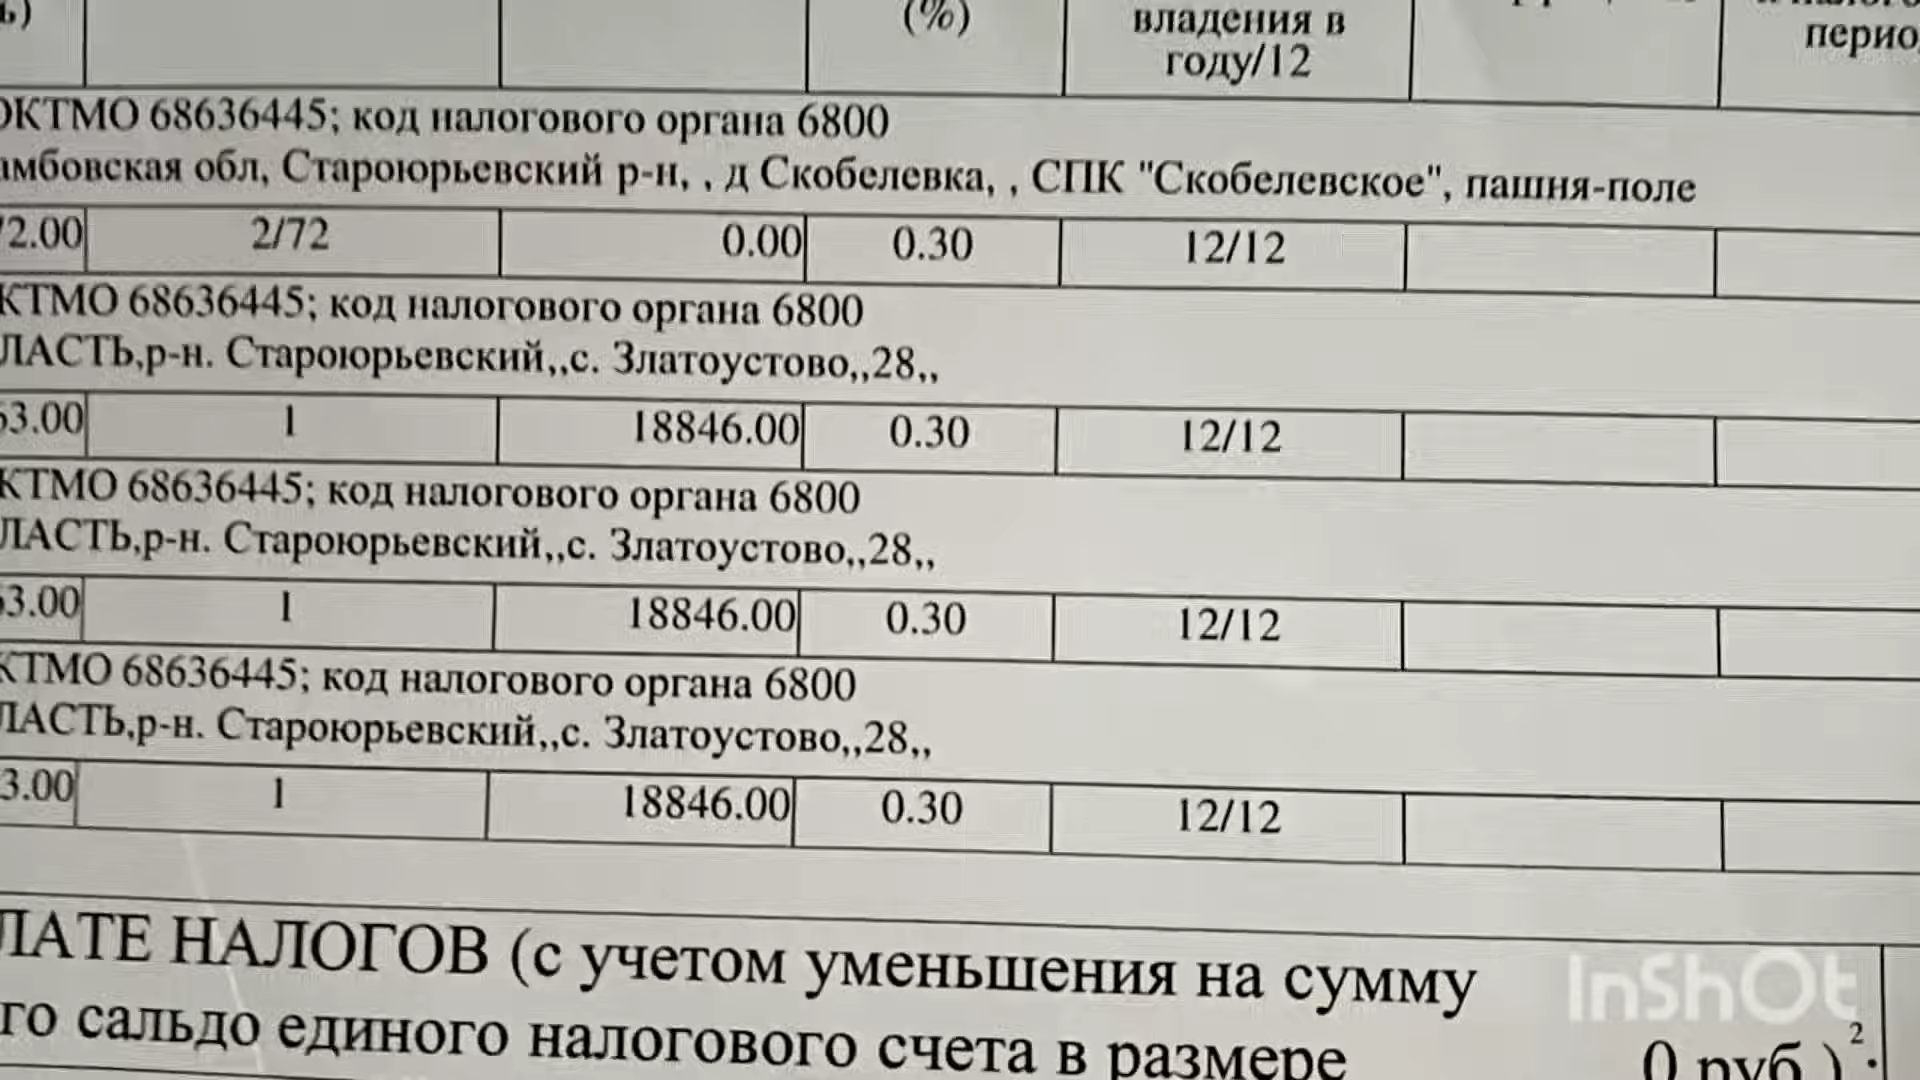 (%)
владения в
году/12
ОКТМО 68636445; код налогового органа 6800
амбовская обл, Староюрьевский р-н, , д Скобелевка, , СПК "Скобелевское", пашня-поле
2.00 2/72 0.00 0.30 12/12
КТМО 68636445; код налогового органа 6800
ЛАСТЬ,р-н. Староюрьевский,,с. Златоустово,,28,,
63.00 1 18846.00 0.30 12/12
КТМО 68636445; код налогового органа 6800
ЛАСТЬ,р-н. Староюрьевский,,с. Златоустово,,28,,
3.00 1 18846.00 0.30 12/12
КТМО 68636445; код налогового органа 6800
ЛАСТЬ,р-н. Староюрьевский,,с. Златоустово,,28,,
3.00 1 18846.00 0.30 12/12
ЛАТЕ НАЛОГОВ (с учетом уменьшения на сумму
го сальдо единого налогового счета в размере 0 руб.)².
InShOt